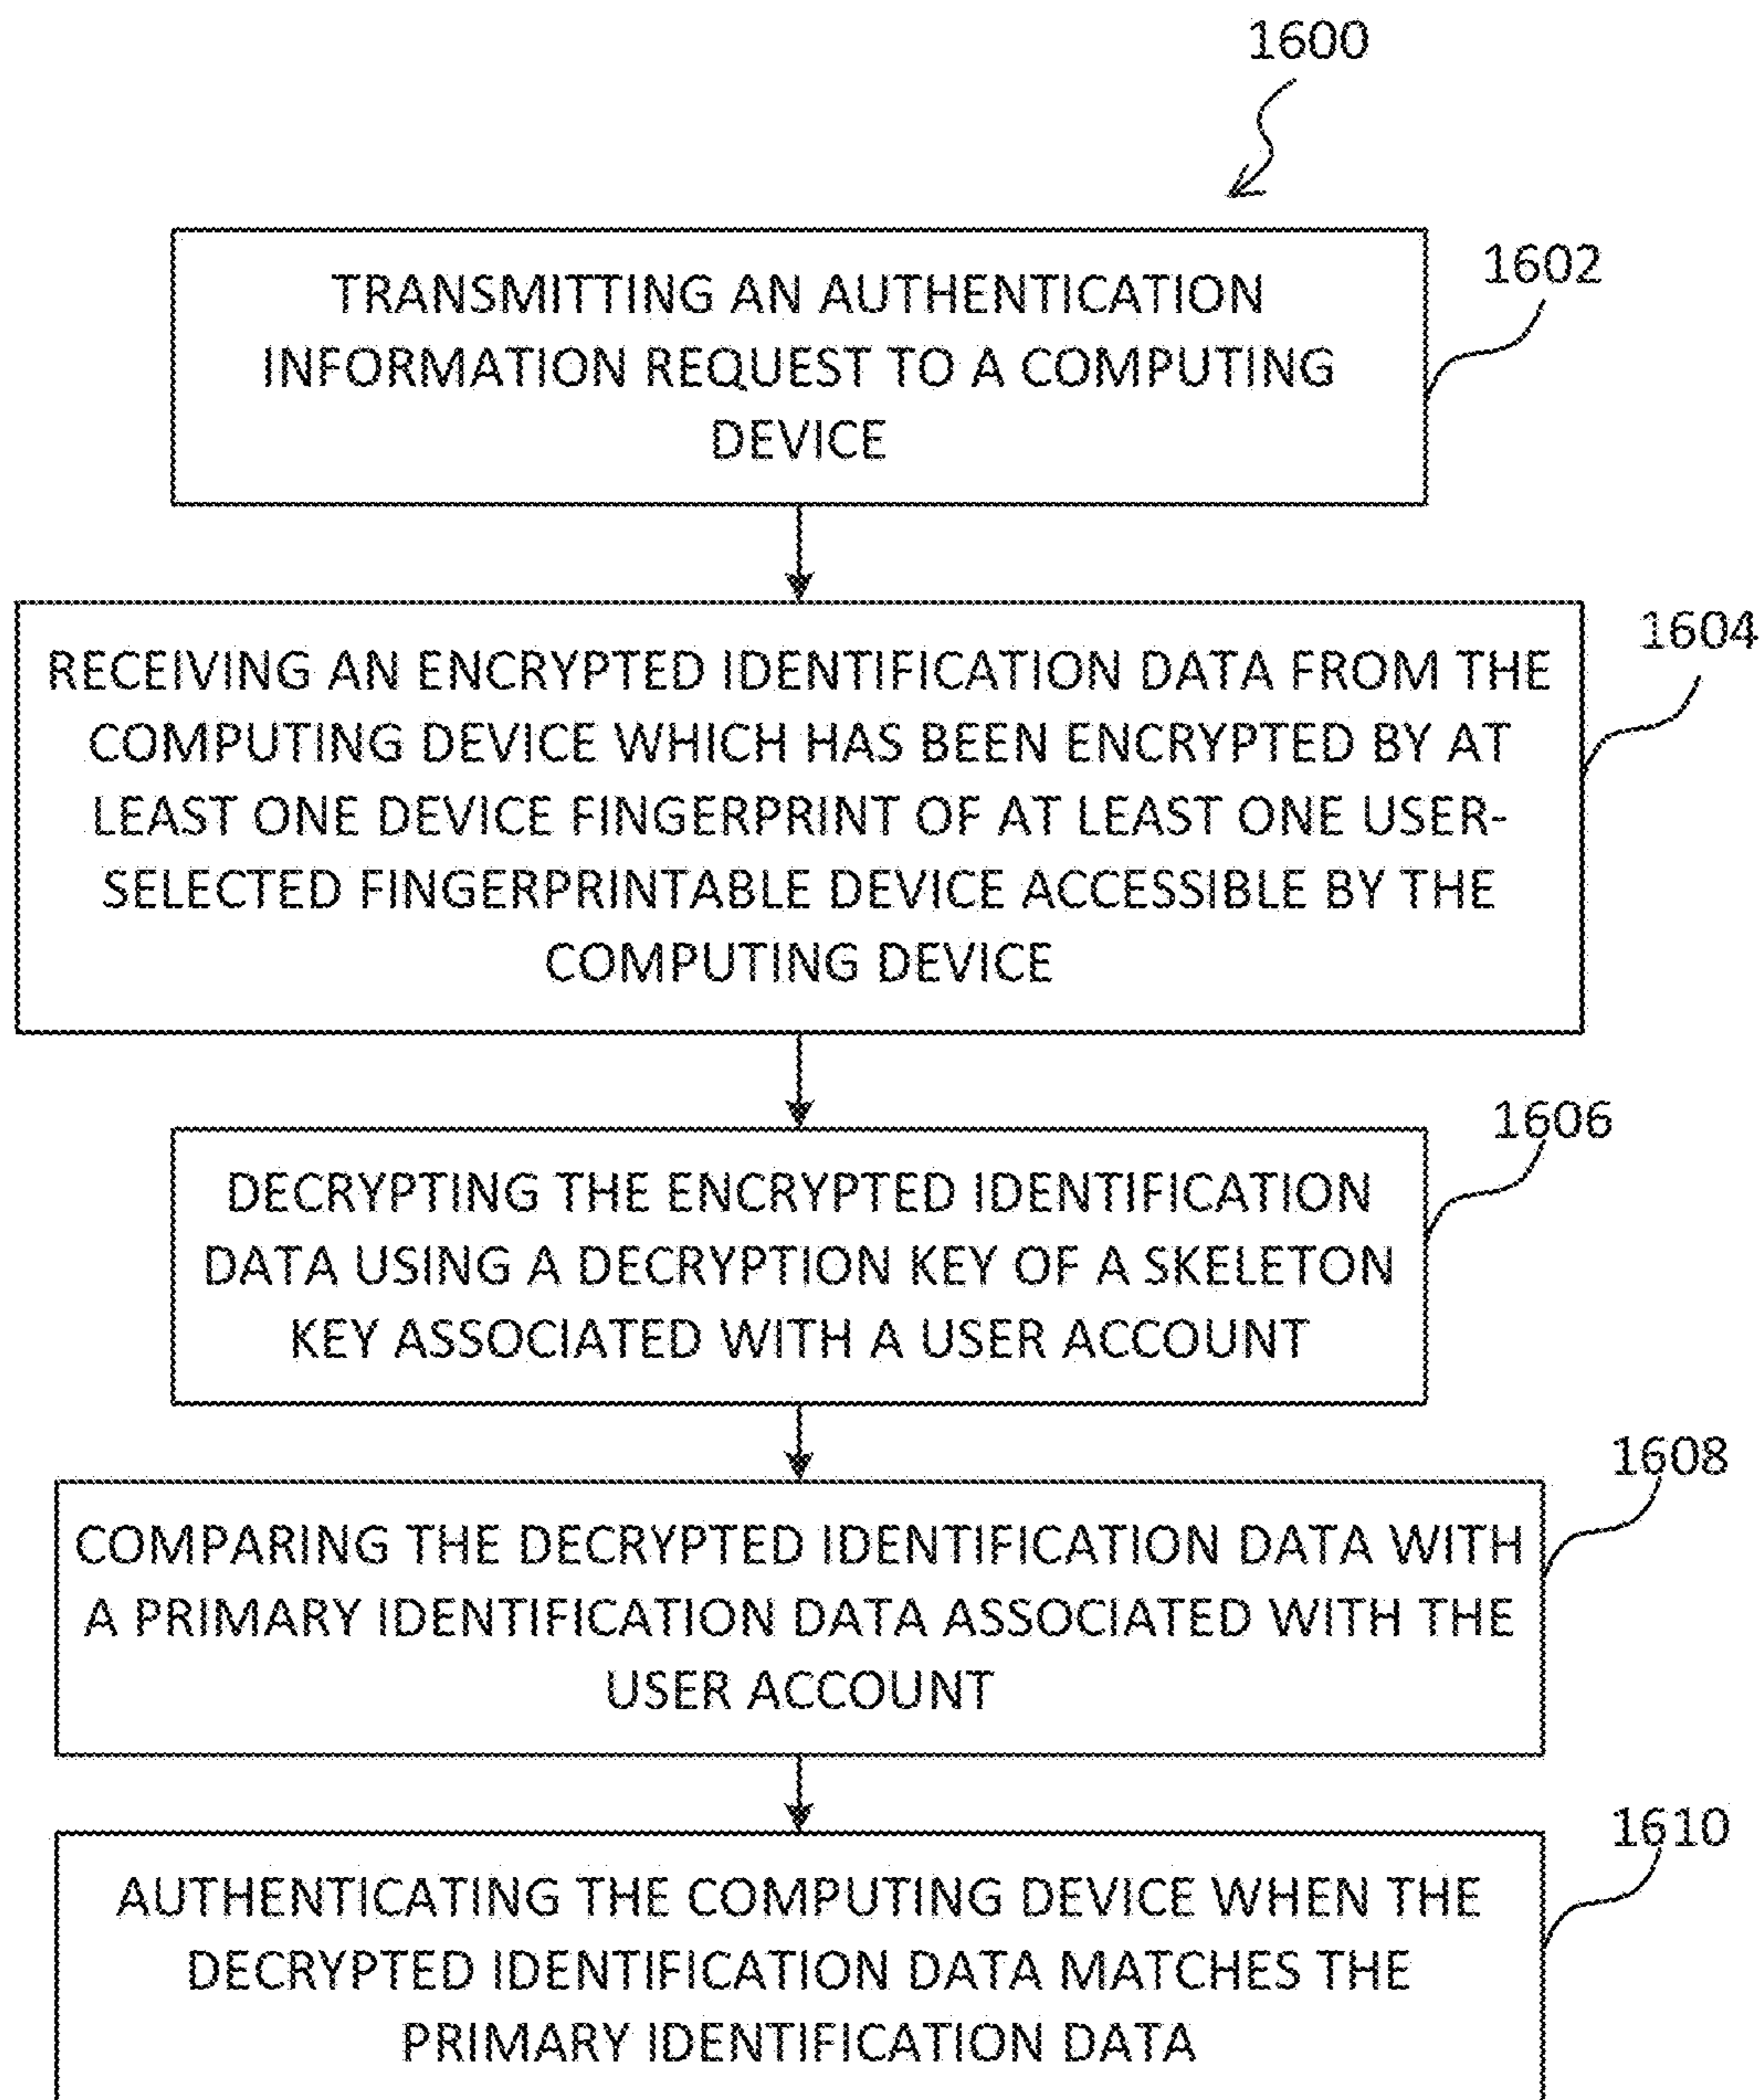 1600
TRANSMITTING AN AUTHENTICATION
INFORMATION REQUEST TO A COMPUTING
DEVICE
1602
RECEIVING AN ENCRYPTED IDENTIFICATION DATA FROM THE
COMPUTING DEVICE WHICH HAS BEEN ENCRYPTED BY AT
LEAST ONE DEVICE FINGERPRINT OF AT LEAST ONE USER-
SELECTED FINGERPRINTABLE DEVICE ACCESSIBLE BY THE
COMPUTING DEVICE
1604
DECRYPTING THE ENCRYPTED IDENTIFICATION
DATA USING A DECRYPTION KEY OF A SKELETON
KEY ASSOCIATED WITH A USER ACCOUNT
1606
COMPARING THE DECRYPTED IDENTIFICATION DATA WITH
A PRIMARY IDENTIFICATION DATA ASSOCIATED WITH THE
USER ACCOUNT
1608
AUTHENTICATING THE COMPUTING DEVICE WHEN THE
DECRYPTED IDENTIFICATION DATA MATCHES THE
PRIMARY IDENTIFICATION DATA
1610